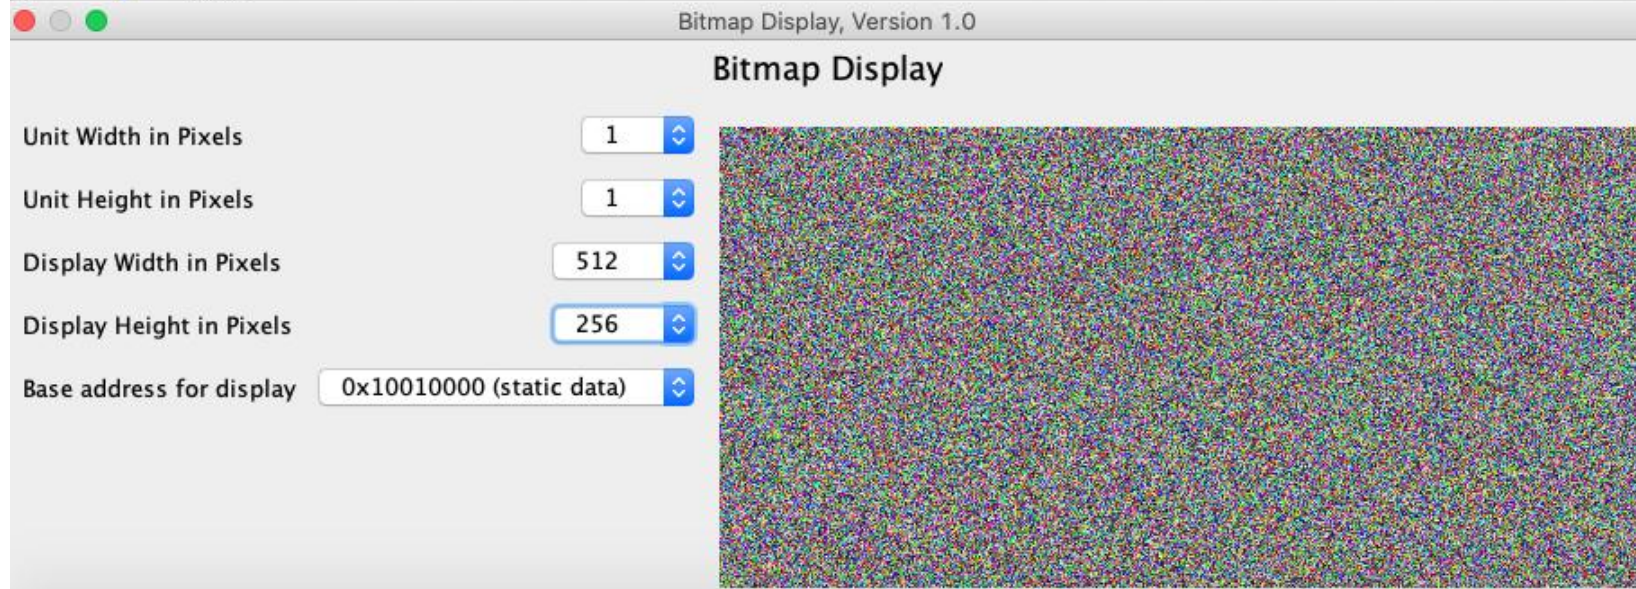 Bitmap Display, Version 1.0
Bitmap Display
Unit Width in Pixels 1
Unit Height in Pixels 1
Display Width in Pixels 512
Display Height in Pixels 256
Base address for display 0x10010000 (static data)